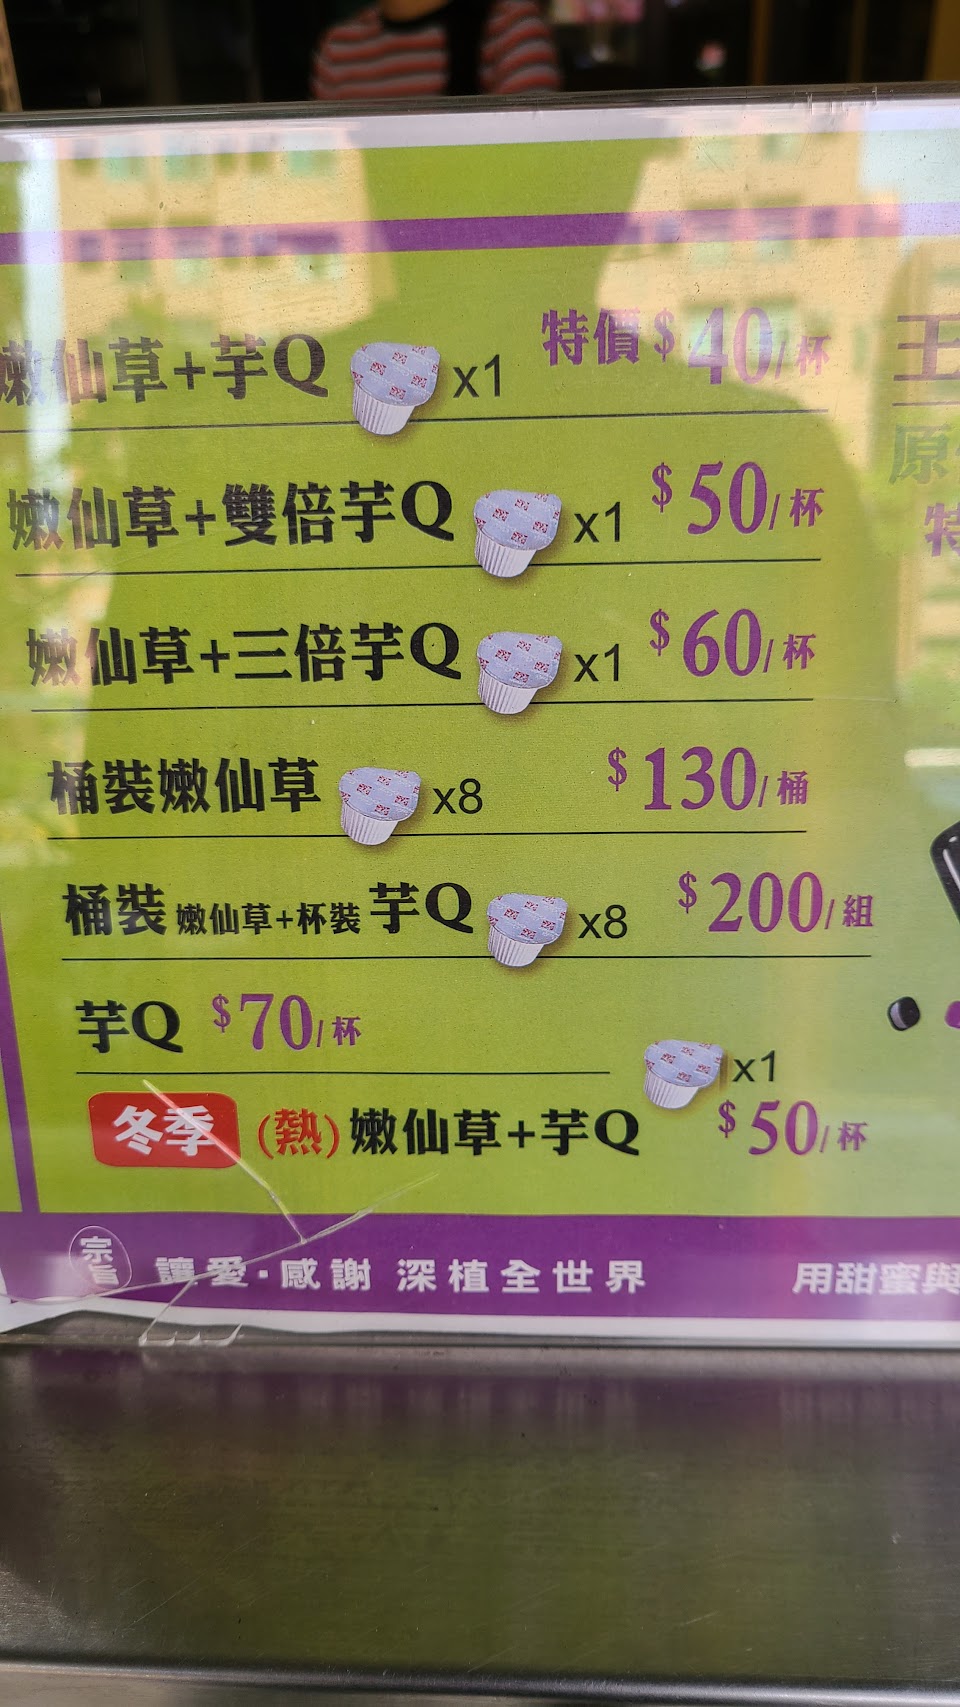 嫩仙草+芋Q x1 特價$40/杯
嫩仙草+雙倍芋Q x1 $50/杯
嫩仙草+三倍芋Q x1 $60/杯
桶裝嫩仙草 x8 $130/桶
桶裝 嫩仙草+杯裝 芋Q x8 $200/組
芋Q $70/杯
冬季 (熱)嫩仙草+芋Q x1 $50/杯
宗旨 讓愛·感謝 深植全世界 用甜蜜與
王
原
特